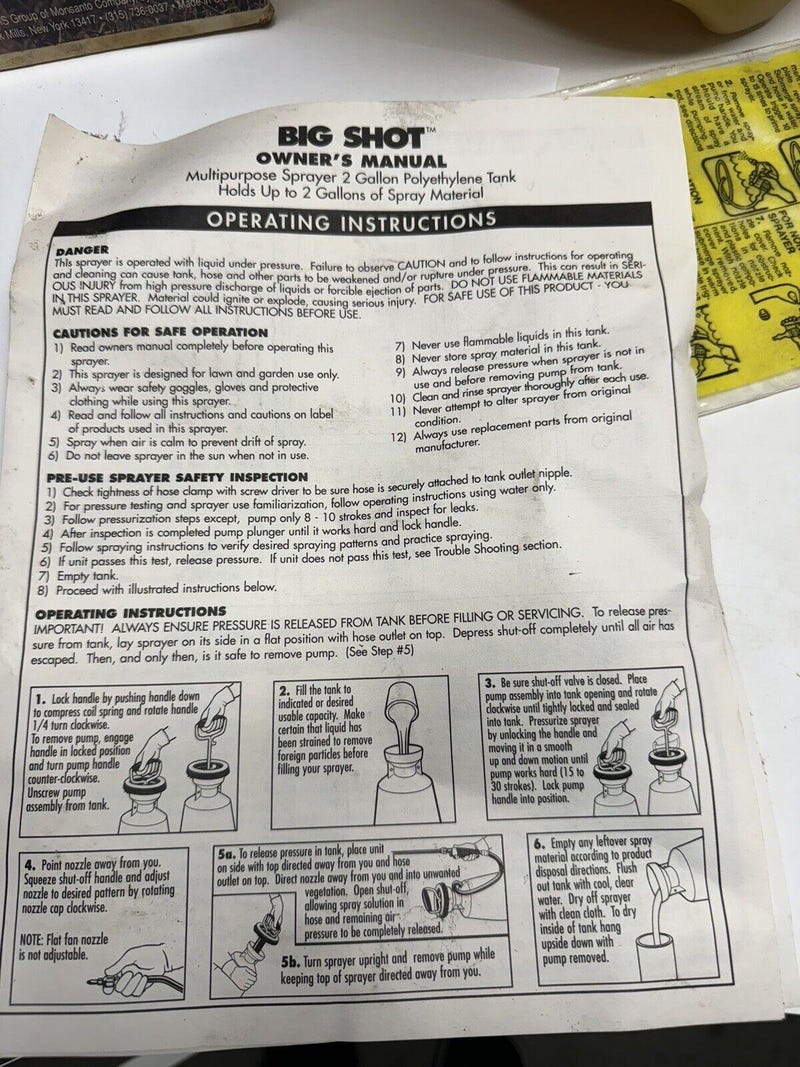 S Group of Monsanto Company
Mills, New York 13417 • (315) 736-0037 • Made in
BIG SHOT™
OWNER'S MANUAL
Multipurpose Sprayer 2 Gallon Polyethylene Tank
Holds Up to 2 Gallons of Spray Material
OPERATING INSTRUCTIONS
DANGER
This sprayer is operated with liquid under pressure. Failure to observe CAUTION and to follow instructions for operating
and cleaning can cause tank, hose and other parts to be weakened and/or rupture under pressure. This can result in SERI-
OUS INJURY from high pressure discharge of liquids or forcible ejection of parts. DO NOT USE FLAMMABLE MATERIALS
IN THIS SPRAYER. Material could ignite or explode, causing serious injury. FOR SAFE USE OF THIS PRODUCT - YOU
MUST READ AND FOLLOW ALL INSTRUCTIONS BEFORE USE.
CAUTIONS FOR SAFE OPERATION
1) Read owners manual completely before operating this
sprayer.
2) This sprayer is designed for lawn and garden use only.
3) Always wear safety goggles, gloves and protective
clothing while using this sprayer.
4) Read and follow all instructions and cautions on label
of products used in this sprayer.
5) Spray when air is calm to prevent drift of spray.
6) Do not leave sprayer in the sun when not in use.
7) Never use flammable liquids in this tank.
8) Never store spray material in this tank.
9) Always release pressure when sprayer is not in
use and before removing pump from tank.
10) Clean and rinse sprayer thoroughly after each use.
11) Never attempt to alter sprayer from original
condition.
12) Always use replacement parts from original
manufacturer.
PRE-USE SPRAYER SAFETY INSPECTION
1) Check tightness of hose clamp with screw driver to be sure hose is securely attached to tank outlet nipple.
2) For pressure testing and sprayer use familiarization, follow operating instructions using water only.
3) Follow pressurization steps except, pump only 8 - 10 strokes and inspect for leaks.
4) After inspection is completed pump plunger until it works hard and lock handle.
5) Follow spraying instructions to verify desired spraying patterns and practice spraying.
6) If unit passes this test, release pressure. If unit does not pass this test, see Trouble Shooting section.
7) Empty tank.
8) Proceed with illustrated instructions below.
OPERATING INSTRUCTIONS
IMPORTANT! ALWAYS ENSURE PRESSURE IS RELEASED FROM TANK BEFORE FILLING OR SERVICING. To release pres-
sure from tank, lay sprayer on its side in a flat position with hose outlet on top. Depress shut-off completely until all air has
escaped. Then, and only then, is it safe to remove pump. (See Step #5)
1. Lock handle by pushing handle down
to compress coil spring and rotate handle
1/4 turn clockwise.
To remove pump, engage
handle in locked position
and turn pump handle
counter-clockwise.
Unscrew pump
assembly from tank.
2. Fill the tank to
indicated or desired
usable capacity. Make
certain that liquid has
been strained to remove
foreign particles before
filling your sprayer.
3. Be sure shut-off valve is closed. Place
pump assembly into tank opening and rotate
clockwise until tightly locked and sealed
into tank. Pressurize sprayer
by unlocking the handle and
moving it in a smooth
up and down motion until
pump works hard (15 to
30 strokes). Lock pump
handle into position.
4. Point nozzle away from you.
Squeeze shut-off handle and adjust
nozzle to desired pattern by rotating
nozzle cap clockwise.
NOTE: Flat fan nozzle
is not adjustable.
5a. To release pressure in tank, place unit
on side with top directed away from you and hose
outlet on top. Direct nozzle away from you and into unwanted
vegetation. Open shut-off,
allowing spray solution in
hose and remaining air
pressure to be completely released.
5b. Turn sprayer upright and remove pump while
keeping top of sprayer directed away from you.
6. Empty any leftover spray
material according to product
disposal directions. Flush
out tank with cool, clear
water. Dry off sprayer
with clean cloth. To dry
inside of tank hang
upside down with
pump removed.